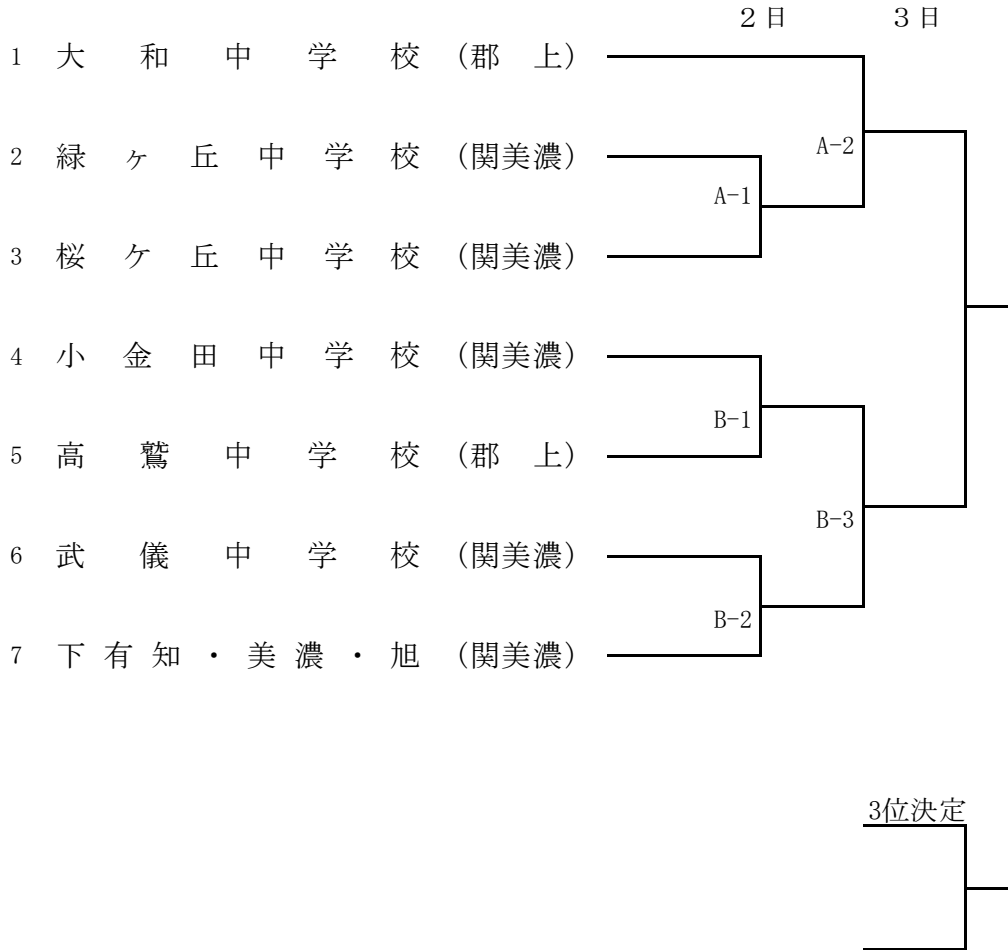 ２日 ３日
1 大和中学校 (郡 上)
A-2
2 緑ヶ丘中学校 (関美濃)
A-1
3 桜ケ丘中学校 (関美濃)
4 小金田中学校 (関美濃)
B-1
5 高鷲中学校 (郡 上)
B-3
6 武儀中学校 (関美濃)
B-2
7 下有知・美濃・旭 (関美濃)
3位決定